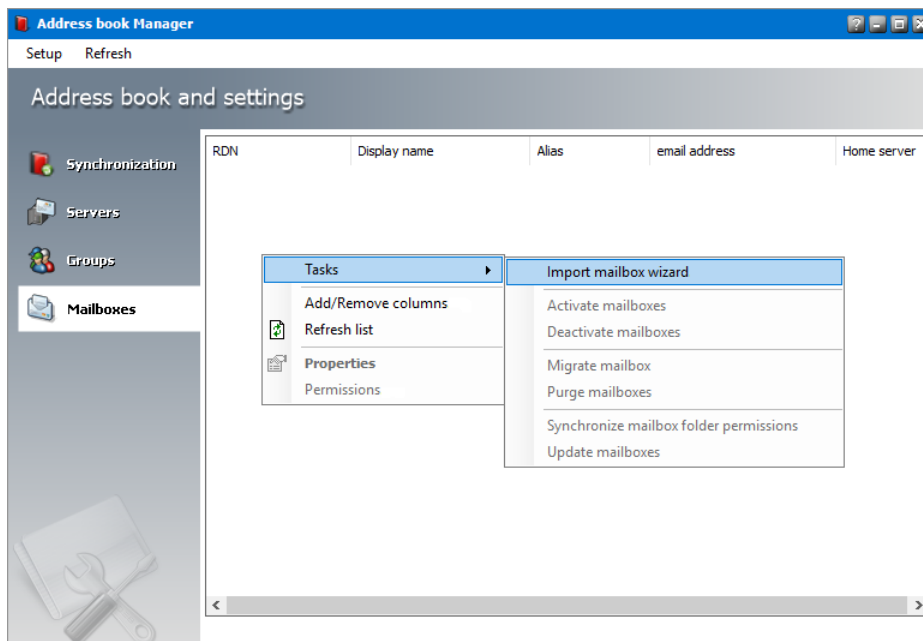 Address book Manager
Setup Refresh
Address book and settings
Synchronization
Servers
Groups
Mailboxes
RDN Display name Alias email address Home server
Tasks
Add/Remove columns
Refresh list
Properties
Permissions
Import mailbox wizard
Activate mailboxes
Deactivate mailboxes
Migrate mailbox
Purge mailboxes
Synchronize mailbox folder permissions
Update mailboxes